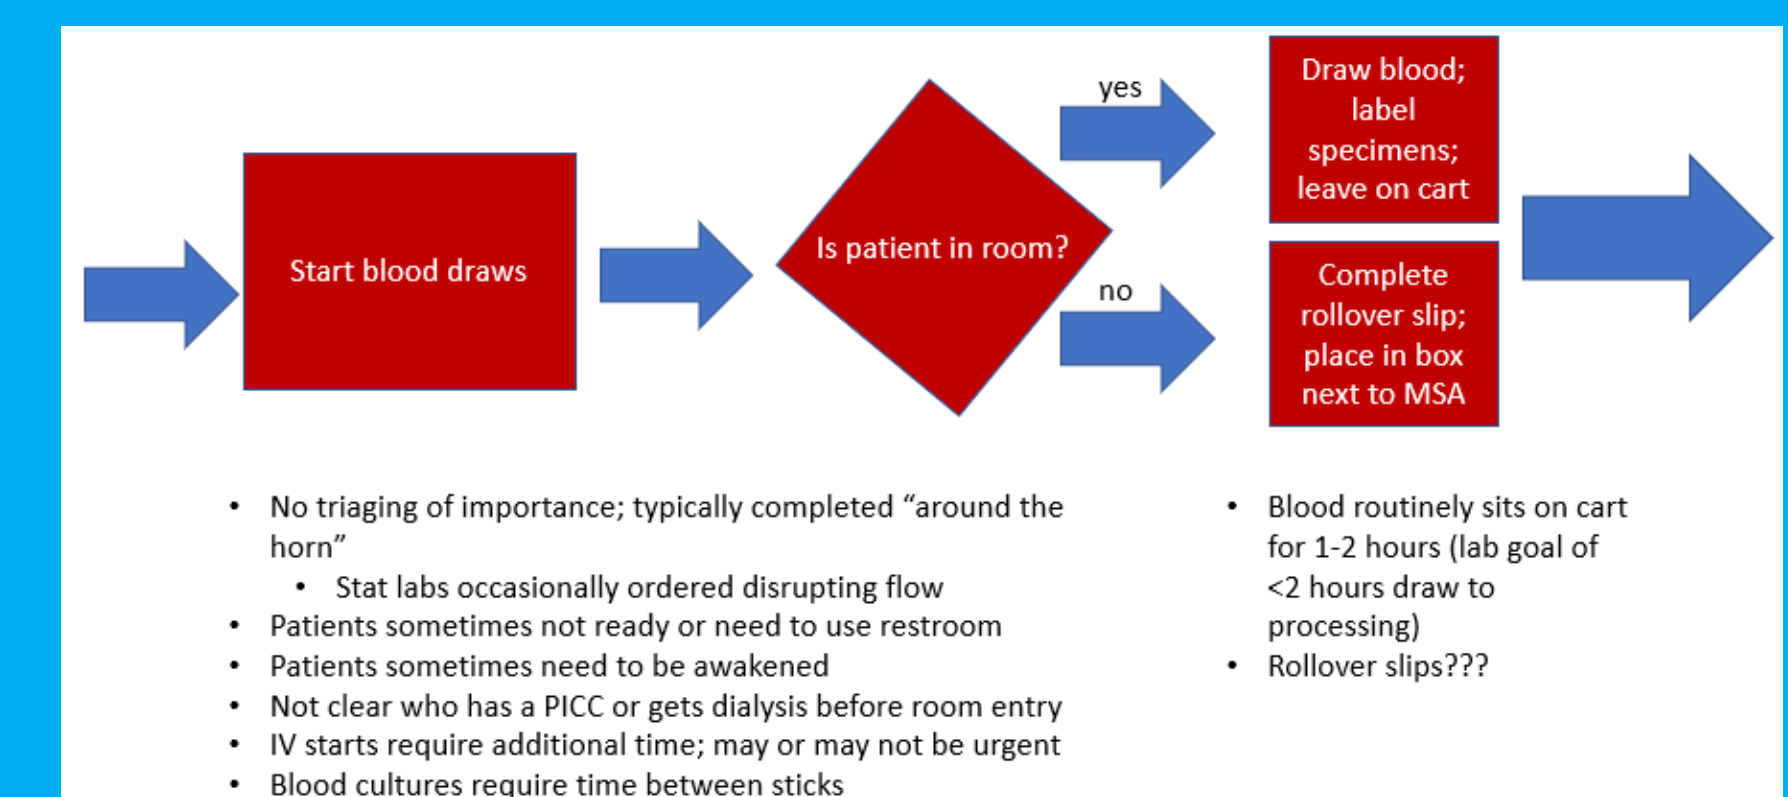 Start blood draws
Is patient in room?
yes
no
Draw blood;
label
specimens;
leave on cart
Complete
rollover slip;
place in box
next to MSA
• No triaging of importance; typically completed “around the
horn”
• Stat labs occasionally ordered disrupting flow
• Patients sometimes not ready or need to use restroom
• Patients sometimes need to be awakened
• Not clear who has a PICC or gets dialysis before room entry
• IV starts require additional time; may or may not be urgent
• Blood cultures require time between sticks
• Blood routinely sits on cart
for 1-2 hours (lab goal of
<2 hours draw to
processing)
• Rollover slips???